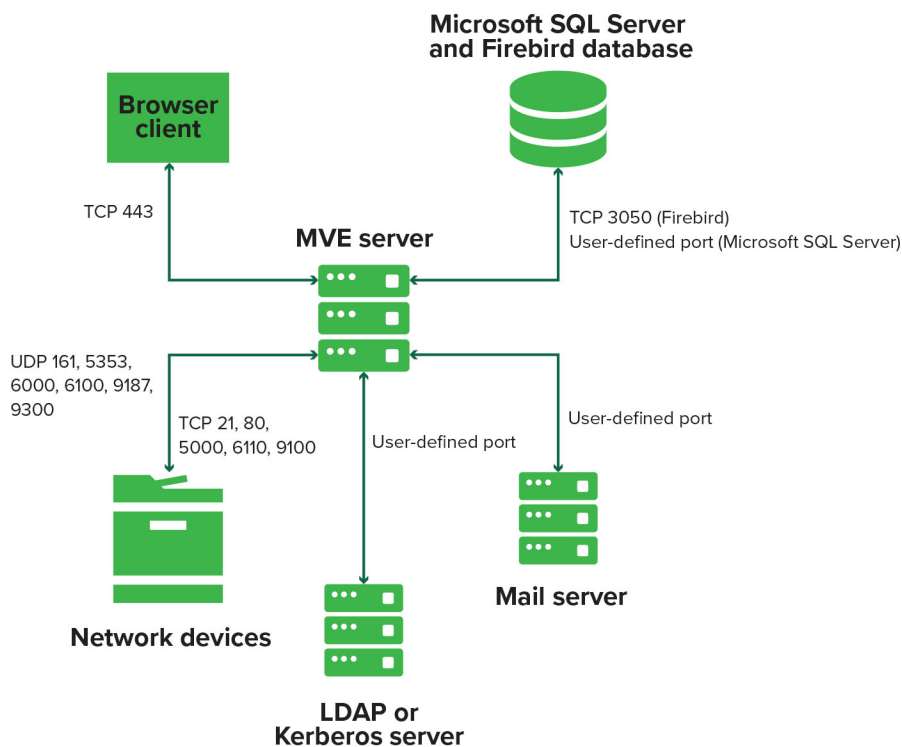 Microsoft SQL Server
and Firebird database
Browser
client
TCP 443
TCP 3050 (Firebird)
User-defined port (Microsoft SQL Server)
MVE server
UDP 161, 5353,
6000, 6100, 9187,
9300
TCP 21, 80,
5000, 6110, 9100
User-defined port
User-defined port
Network devices
Mail server
LDAP or
Kerberos server